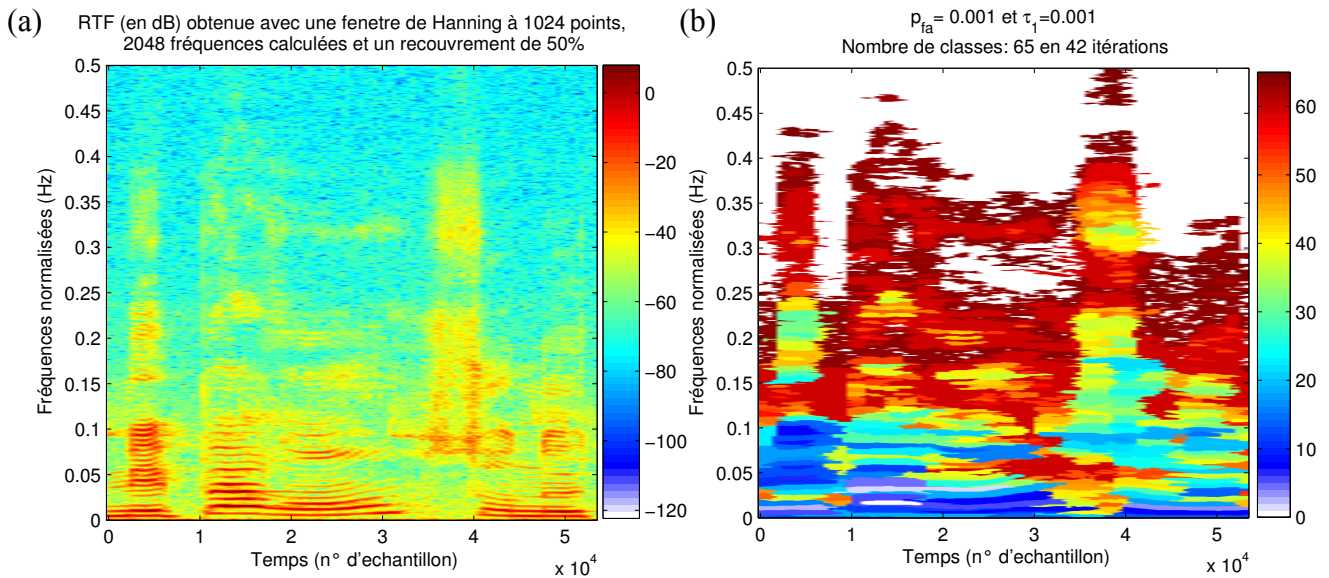 (a)
RTF (en dB) obtenue avec une fenetre de Hanning à 1024 points,
2048 fréquences calculées et un recouvrement de 50%
Fréquences normalisées (Hz)
0.5
0.45
0.4
0.35
0.3
0.25
0.2
0.15
0.1
0.05
0
0 1 2 3 4 5
x 10^4
Temps (n° d'echantillon)
0
−20
−40
−60
−80
−100
−120
(b)
p_fa= 0.001 et τ_1=0.001
Nombre de classes: 65 en 42 itérations
Fréquences normalisées (Hz)
0.5
0.45
0.4
0.35
0.3
0.25
0.2
0.15
0.1
0.05
0
0 1 2 3 4 5
x 10^4
Temps (n° d'echantillon)
60
50
40
30
20
10
0